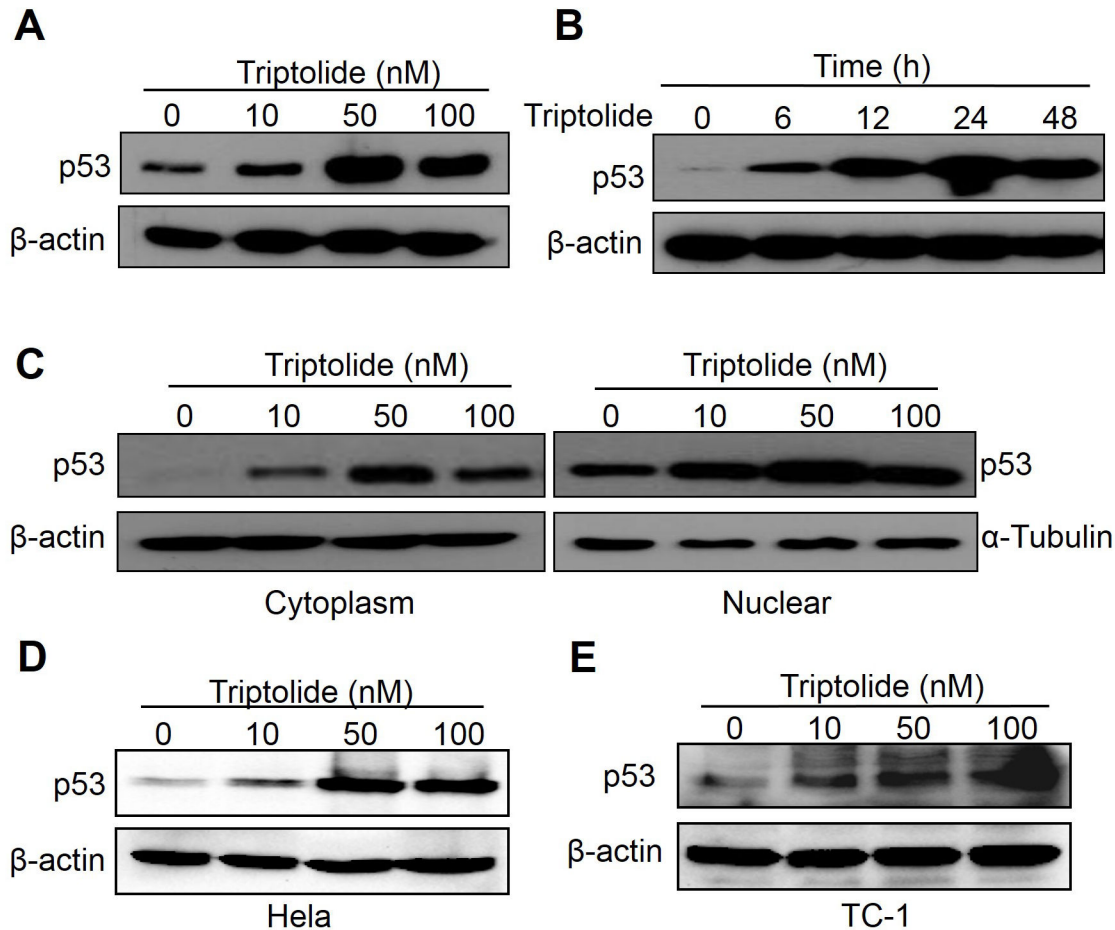 A
Triptolide (nM)
0 10 50 100
p53
β-actin
B
Time (h)
Triptolide 0 6 12 24 48
p53
β-actin
C
Triptolide (nM) Triptolide (nM)
0 10 50 100 0 10 50 100
p53 p53
β-actin α-Tubulin
Cytoplasm Nuclear
D
Triptolide (nM)
0 10 50 100
p53
β-actin
Hela
E
Triptolide (nM)
0 10 50 100
p53
β-actin
TC-1